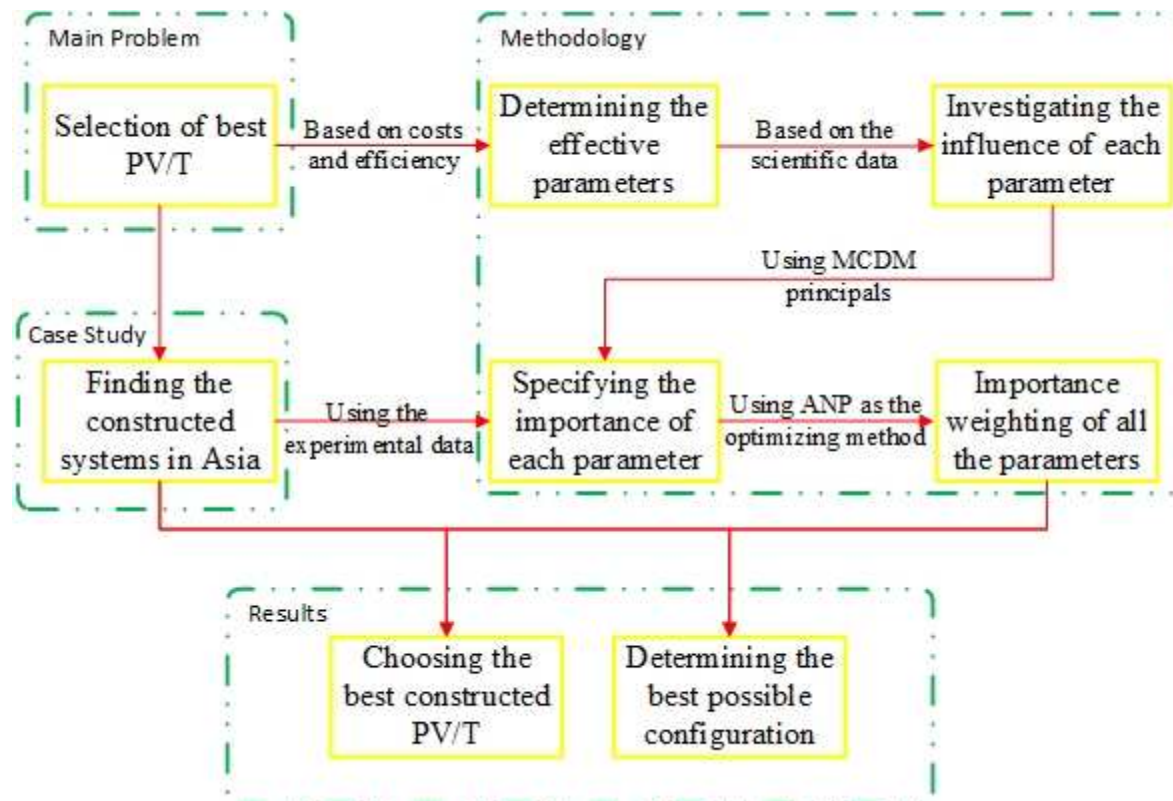 Main Problem
Selection of best
PV/T
Based on costs
and efficiency
Methodology
Determining the
effective
parameters
Based on the
scientific data
Investigating the
influence of each
parameter
Using MCDM
principals
Case Study
Finding the
constructed
systems in Asia
Using the
experimental data
Specifying the
importance of
each parameter
Using ANP as the
optimizing method
Importance
weighting of all
the parameters
Results
Choosing the
best constructed
PV/T
Determining the
best possible
configuration